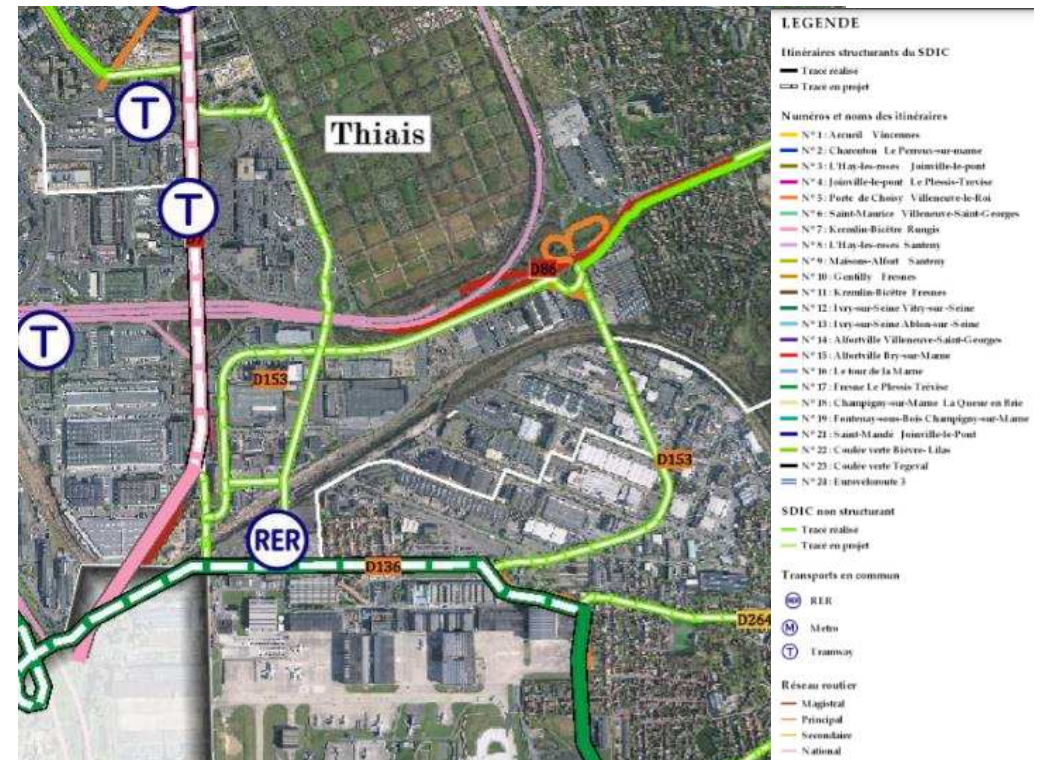 T
Thiais
T
D86
T
D153
D153
RER
D136
D264
LEGENDE
Itinéraires structurants du SDIC
Tracé réalisé
Tracé en projet
Numéros et noms des itinéraires
N° 1 : Arcueil Vincennes
N° 2 : Charenton Le Perreux-sur-marne
N° 3 : L'Hay-les-roses Joinville-le-pont
N° 4 : Joinville-le-pont Le Plessis-Trevise
N° 5 : Porte de Choisy Villeneuve-le-Roi
N° 6 : Saint-Maurice Villeneuve-Saint-Georges
N° 7 : Kremlin-Bicêtre Rungis
N° 8 : L'Hay-les-roses Santeny
N° 9 : Maisons-Alfort Santeny
N° 10 : Gentilly Fresnes
N° 11 : Kremlin-Bicêtre Fresnes
N° 12 : Ivry-sur-Seine Vitry-sur-Seine
N° 13 : Ivry-sur-Seine Ablon-sur-Seine
N° 14 : Alfortville Villeneuve-Saint-Georges
N° 15 : Alfortville Bry-sur-Marne
N° 16 : Le tour de la Marne
N° 17 : Fresne Le Plessis Trévise
N° 18 : Champigny-sur-Marne La Queue en Brie
N° 19 : Fontenay-sous-Bois Champigny-sur-Marne
N° 21 : Saint-Mandé Joinville-le-Pont
N° 22 : Coulée verte Bièvre- Lilas
N° 23 : Coulée verte Tegeval
N° 24 : Euroveloroute 3
SDIC non structurant
Tracé réalisé
Tracé en projet
Transports en commun
RER RER
M Metro
T Tramway
Réseau routier
Magistral
Principal
Secondaire
National